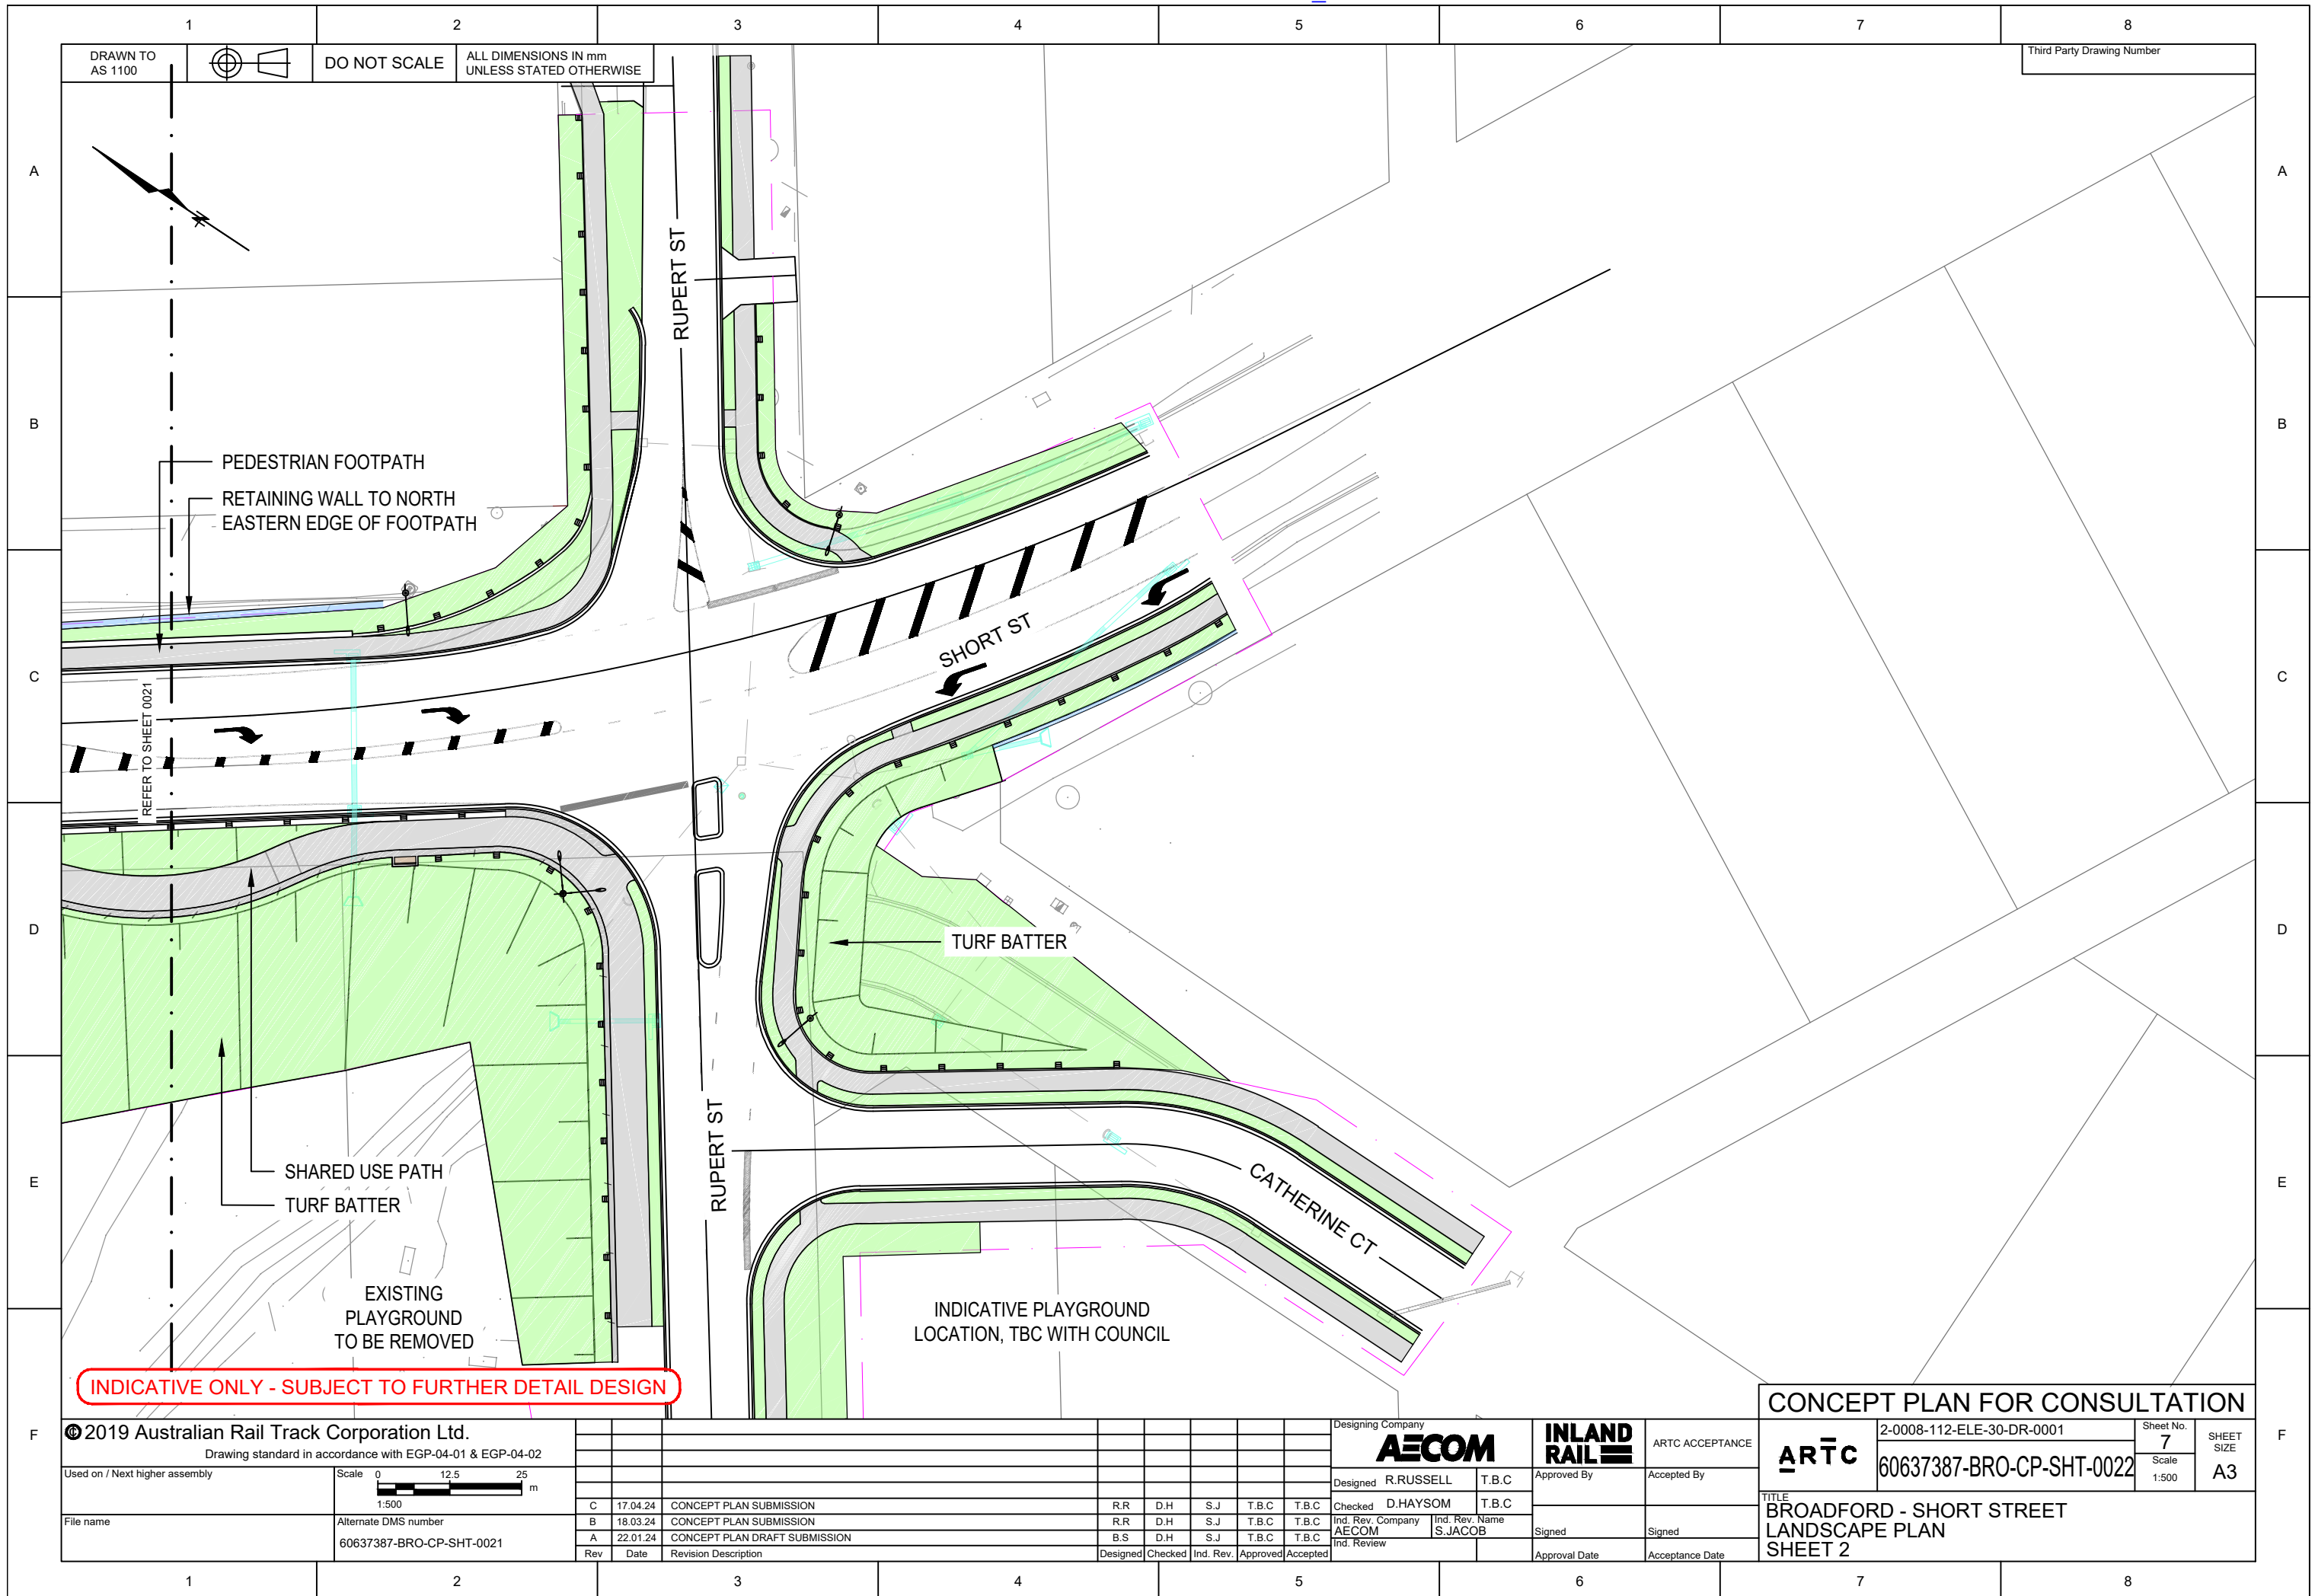 1 2 3 4 5 6 7 8
DRAWN TO
AS 1100
DO NOT SCALE
ALL DIMENSIONS IN mm
UNLESS STATED OTHERWISE
Third Party Drawing Number
A
A
B
B
C
C
D
D
E
E
F
F
N
RUPERT ST
PEDESTRIAN FOOTPATH
RETAINING WALL TO NORTH
EASTERN EDGE OF FOOTPATH
SHORT ST
REFER TO SHEET 0021
TURF BATTER
SHARED USE PATH
TURF BATTER
RUPERT ST
CATHERINE CT
EXISTING
PLAYGROUND
TO BE REMOVED
INDICATIVE PLAYGROUND
LOCATION, TBC WITH COUNCIL
INDICATIVE ONLY - SUBJECT TO FURTHER DETAIL DESIGN
CONCEPT PLAN FOR CONSULTATION
© 2019 Australian Rail Track Corporation Ltd.
Drawing standard in accordance with EGP-04-01 & EGP-04-02
Used on / Next higher assembly
Scale 0 12.5 25 m
1:500
File name
Alternate DMS number
60637387-BRO-CP-SHT-0021
C 17.04.24 CONCEPT PLAN SUBMISSION R.R D.H S.J T.B.C T.B.C
B 18.03.24 CONCEPT PLAN SUBMISSION R.R D.H S.J T.B.C T.B.C
A 22.01.24 CONCEPT PLAN DRAFT SUBMISSION B.S D.H S.J T.B.C T.B.C
Rev Date Revision Description Designed Checked Ind. Rev. Approved Accepted
Designing Company
AECOM
Designed R.RUSSELL T.B.C
Checked D.HAYSOM T.B.C
Ind. Rev. Company Ind. Rev. Name
AECOM S.JACOB
Ind. Review
INLAND
RAIL
ARTC ACCEPTANCE
Approved By
Accepted By
Signed
Signed
Approval Date
Acceptance Date
ARTC
2-0008-112-ELE-30-DR-0001
60637387-BRO-CP-SHT-0022
Sheet No.
7
Scale
1:500
SHEET
SIZE
A3
TITLE
BROADFORD - SHORT STREET
LANDSCAPE PLAN
SHEET 2
1 2 3 4 5 6 7 8